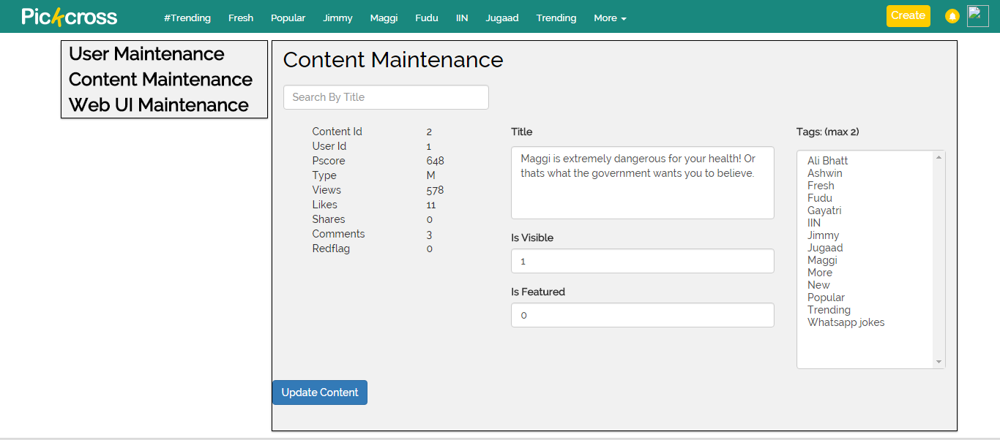 Pickcross
#Trending Fresh Popular Jimmy Maggi Fudu IIN Jugaad Trending More
Create
User Maintenance
Content Maintenance
Web UI Maintenance
Content Maintenance
Search By Title
Content Id 2
User Id 1
Pscore 648
Type M
Views 578
Likes 11
Shares 0
Comments 3
Redflag 0
Title
Maggi is extremely dangerous for your health! Or
thats what the government wants you to believe.
Is Visible
1
Is Featured
0
Tags: (max 2)
Ali Bhatt
Ashwin
Fresh
Fudu
Gayatri
IIN
Jimmy
Jugaad
Maggi
More
New
Popular
Trending
Whatsapp jokes
Update Content